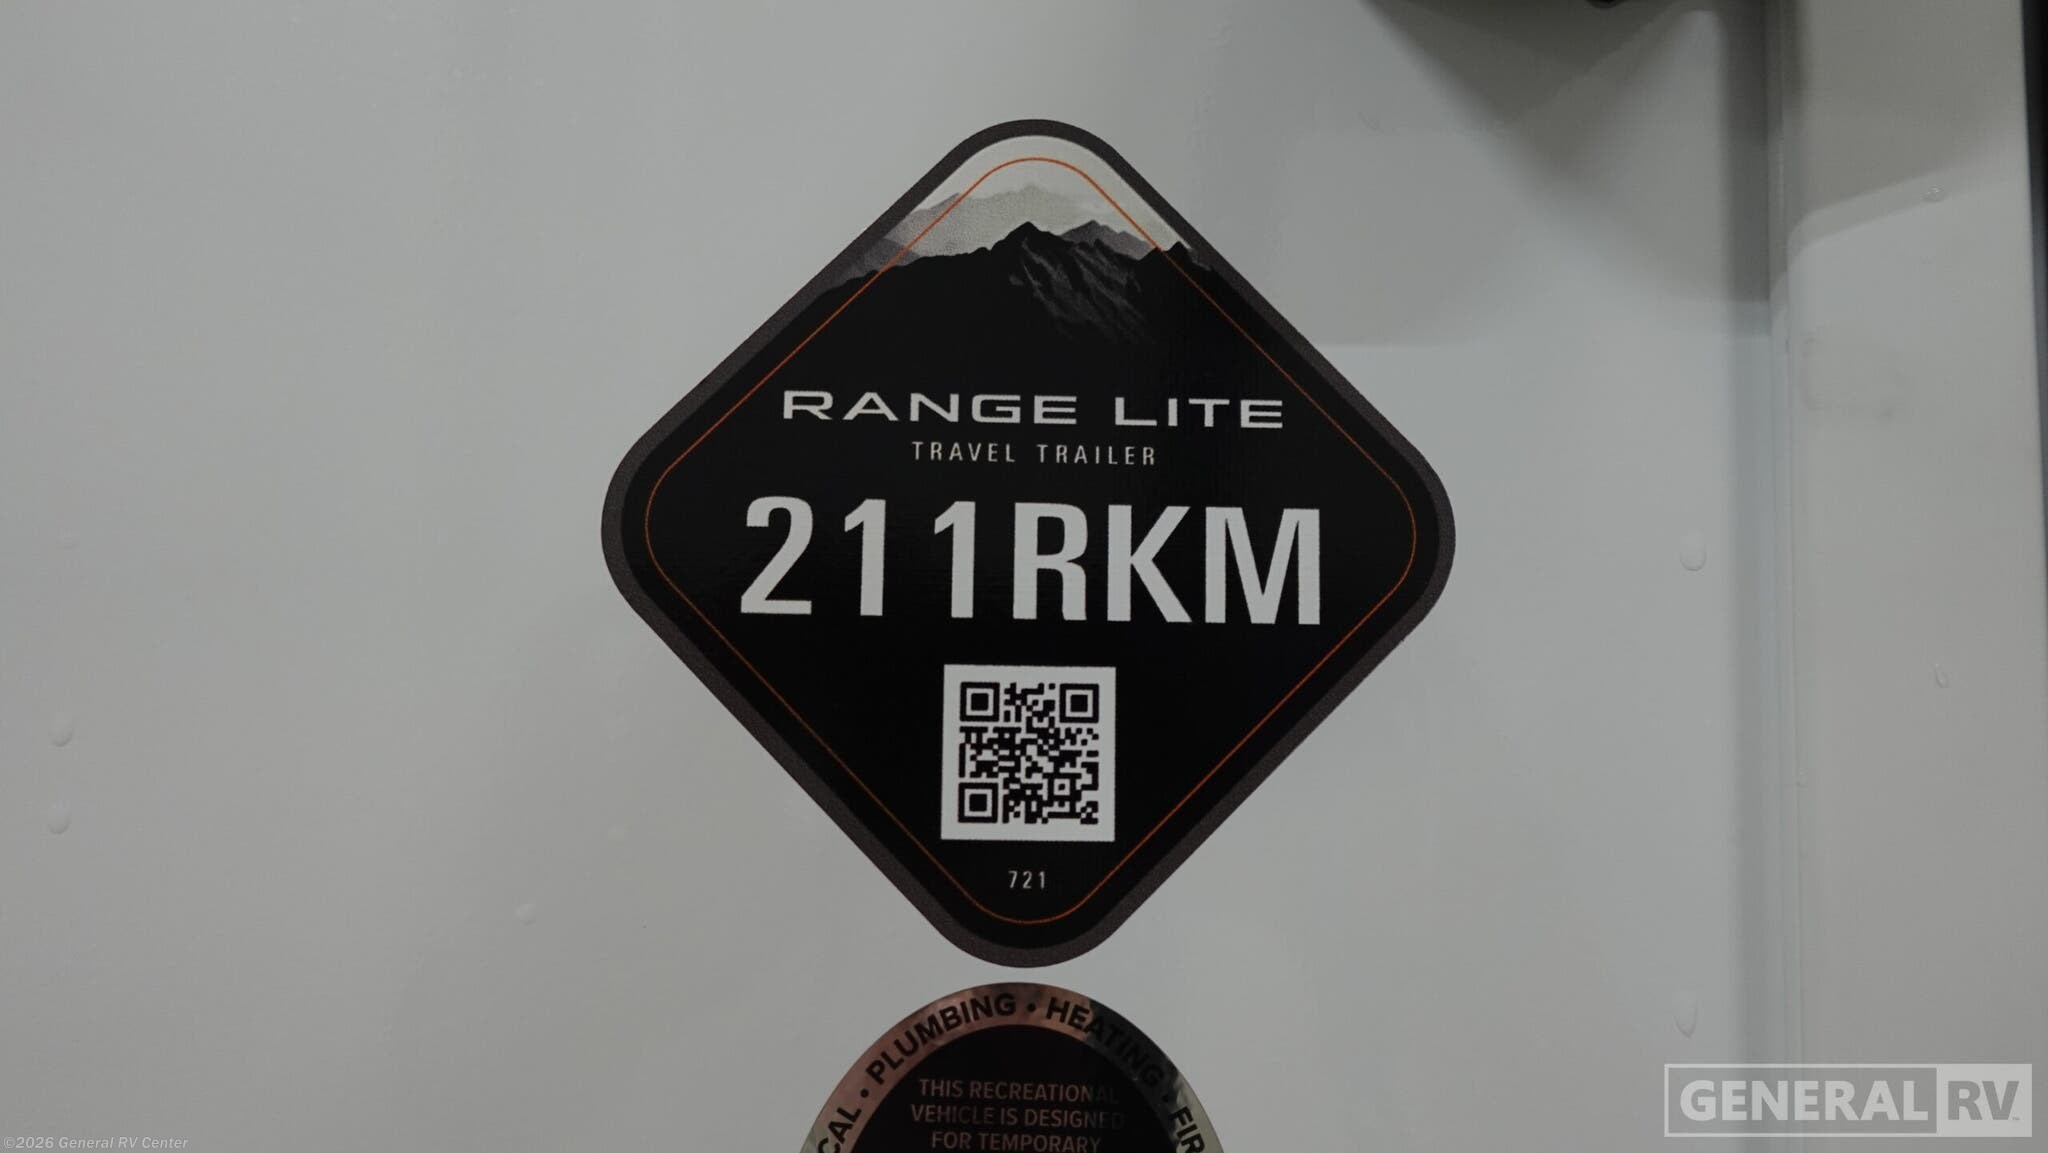 RANGE LITE
TRAVEL TRAILER
211RKM
721
CAL • PLUMBING • HEATING • FIR
THIS RECREATIONAL
VEHICLE IS DESIGNED
FOR TEMPORARY
GENERAL RV
©2026 General RV Center